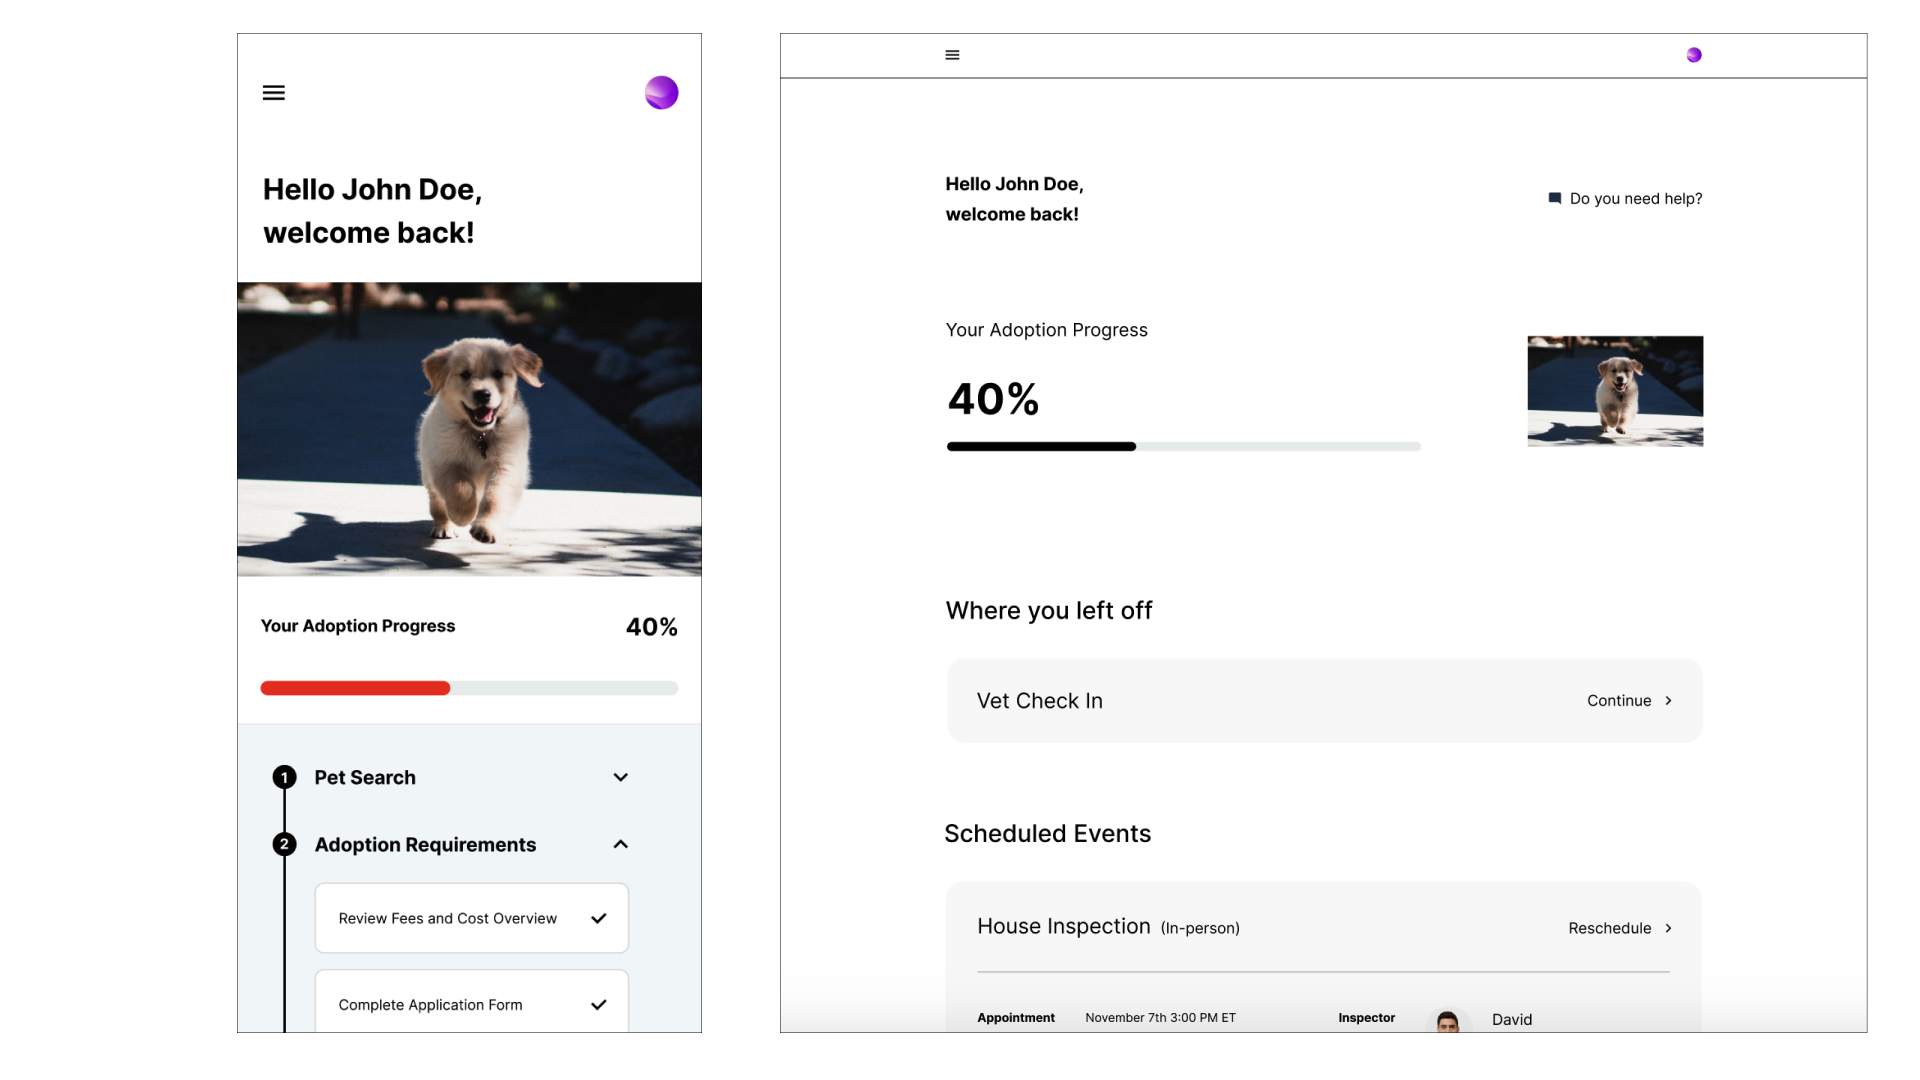 Hello John Doe,
welcome back!
Your Adoption Progress 40%
1 Pet Search
2 Adoption Requirements
Review Fees and Cost Overview
Complete Application Form
Hello John Doe,
welcome back!
Do you need help?
Your Adoption Progress
40%
Where you left off
Vet Check In Continue
Scheduled Events
House Inspection (In-person) Reschedule
Appointment November 7th 3:00 PM ET Inspector David